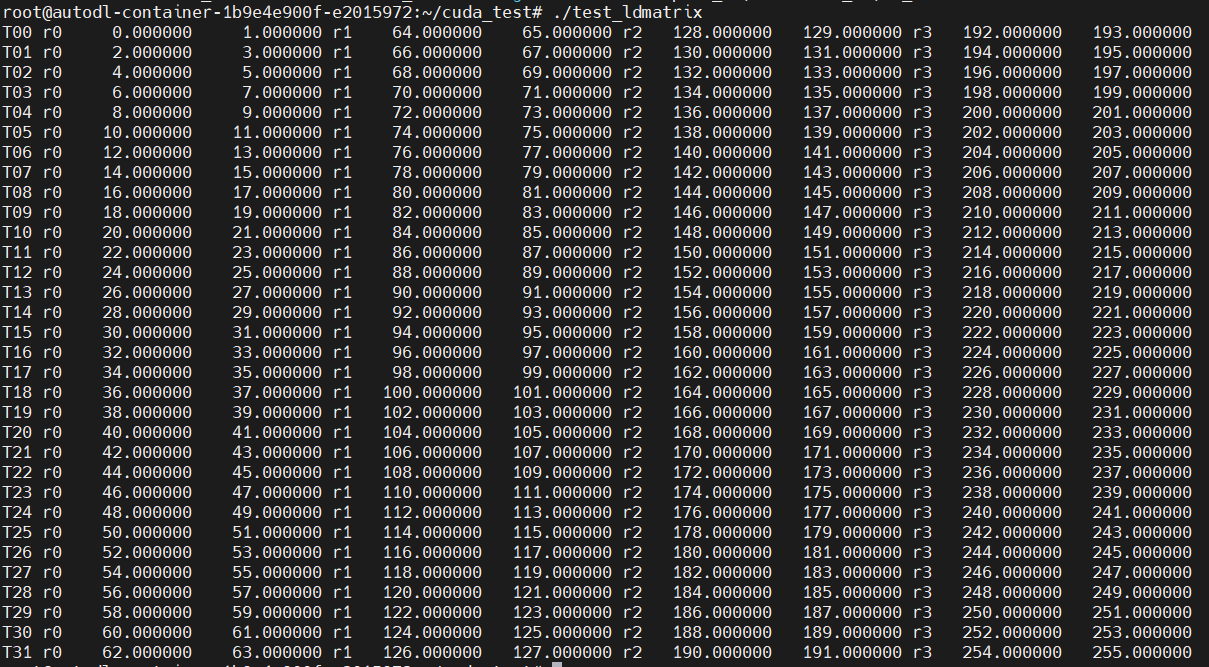 root@autodl-container-1b9e4e900f-e2015972:~/cuda_test# ./test_ldmatrix
T00 r0 0.000000 1.000000 r1 64.000000 65.000000 r2 128.000000 129.000000 r3 192.000000 193.000000
T01 r0 2.000000 3.000000 r1 66.000000 67.000000 r2 130.000000 131.000000 r3 194.000000 195.000000
T02 r0 4.000000 5.000000 r1 68.000000 69.000000 r2 132.000000 133.000000 r3 196.000000 197.000000
T03 r0 6.000000 7.000000 r1 70.000000 71.000000 r2 134.000000 135.000000 r3 198.000000 199.000000
T04 r0 8.000000 9.000000 r1 72.000000 73.000000 r2 136.000000 137.000000 r3 200.000000 201.000000
T05 r0 10.000000 11.000000 r1 74.000000 75.000000 r2 138.000000 139.000000 r3 202.000000 203.000000
T06 r0 12.000000 13.000000 r1 76.000000 77.000000 r2 140.000000 141.000000 r3 204.000000 205.000000
T07 r0 14.000000 15.000000 r1 78.000000 79.000000 r2 142.000000 143.000000 r3 206.000000 207.000000
T08 r0 16.000000 17.000000 r1 80.000000 81.000000 r2 144.000000 145.000000 r3 208.000000 209.000000
T09 r0 18.000000 19.000000 r1 82.000000 83.000000 r2 146.000000 147.000000 r3 210.000000 211.000000
T10 r0 20.000000 21.000000 r1 84.000000 85.000000 r2 148.000000 149.000000 r3 212.000000 213.000000
T11 r0 22.000000 23.000000 r1 86.000000 87.000000 r2 150.000000 151.000000 r3 214.000000 215.000000
T12 r0 24.000000 25.000000 r1 88.000000 89.000000 r2 152.000000 153.000000 r3 216.000000 217.000000
T13 r0 26.000000 27.000000 r1 90.000000 91.000000 r2 154.000000 155.000000 r3 218.000000 219.000000
T14 r0 28.000000 29.000000 r1 92.000000 93.000000 r2 156.000000 157.000000 r3 220.000000 221.000000
T15 r0 30.000000 31.000000 r1 94.000000 95.000000 r2 158.000000 159.000000 r3 222.000000 223.000000
T16 r0 32.000000 33.000000 r1 96.000000 97.000000 r2 160.000000 161.000000 r3 224.000000 225.000000
T17 r0 34.000000 35.000000 r1 98.000000 99.000000 r2 162.000000 163.000000 r3 226.000000 227.000000
T18 r0 36.000000 37.000000 r1 100.000000 101.000000 r2 164.000000 165.000000 r3 228.000000 229.000000
T19 r0 38.000000 39.000000 r1 102.000000 103.000000 r2 166.000000 167.000000 r3 230.000000 231.000000
T20 r0 40.000000 41.000000 r1 104.000000 105.000000 r2 168.000000 169.000000 r3 232.000000 233.000000
T21 r0 42.000000 43.000000 r1 106.000000 107.000000 r2 170.000000 171.000000 r3 234.000000 235.000000
T22 r0 44.000000 45.000000 r1 108.000000 109.000000 r2 172.000000 173.000000 r3 236.000000 237.000000
T23 r0 46.000000 47.000000 r1 110.000000 111.000000 r2 174.000000 175.000000 r3 238.000000 239.000000
T24 r0 48.000000 49.000000 r1 112.000000 113.000000 r2 176.000000 177.000000 r3 240.000000 241.000000
T25 r0 50.000000 51.000000 r1 114.000000 115.000000 r2 178.000000 179.000000 r3 242.000000 243.000000
T26 r0 52.000000 53.000000 r1 116.000000 117.000000 r2 180.000000 181.000000 r3 244.000000 245.000000
T27 r0 54.000000 55.000000 r1 118.000000 119.000000 r2 182.000000 183.000000 r3 246.000000 247.000000
T28 r0 56.000000 57.000000 r1 120.000000 121.000000 r2 184.000000 185.000000 r3 248.000000 249.000000
T29 r0 58.000000 59.000000 r1 122.000000 123.000000 r2 186.000000 187.000000 r3 250.000000 251.000000
T30 r0 60.000000 61.000000 r1 124.000000 125.000000 r2 188.000000 189.000000 r3 252.000000 253.000000
T31 r0 62.000000 63.000000 r1 126.000000 127.000000 r2 190.000000 191.000000 r3 254.000000 255.000000